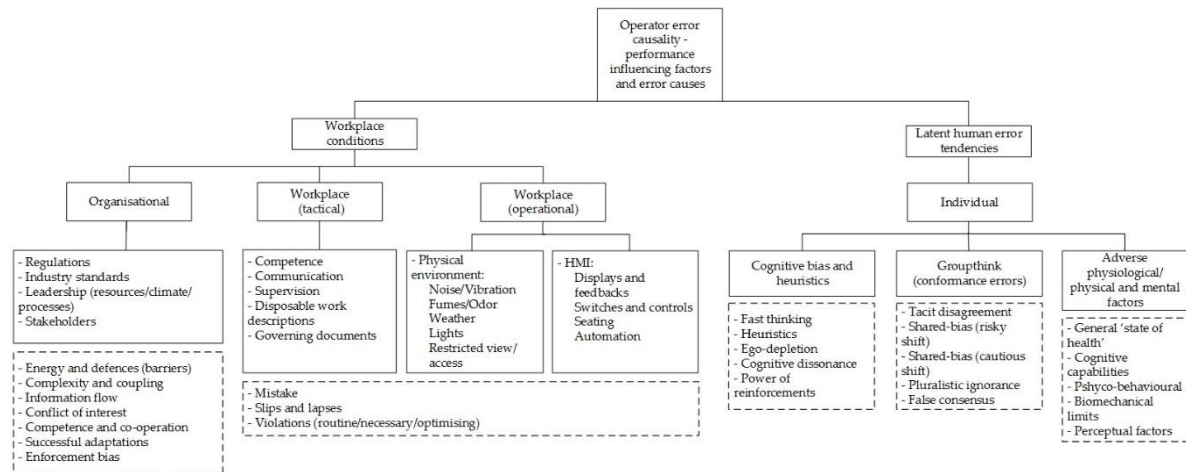 Operator error
causality -
performance
influencing factors
and error causes
Workplace
conditions
Latent human error
tendencies
Organisational
Workplace
(tactical)
Workplace
(operational)
Individual
- Regulations
- Industry standards
- Leadership (resources/climate/
processes)
- Stakeholders
- Competence
- Communication
- Supervision
- Disposable work
descriptions
- Governing documents
- Physical
environment:
Noise/Vibration
Fumes/Odor
Weather
Lights
Restricted view/
access
- HMI:
Displays and
feedbacks
Switches and controls
Seating
Automation
Cognitive bias and
heuristics
Groupthink
(conformance errors)
Adverse
physiological/
physical and mental
factors
- Energy and defences (barriers)
- Complexity and coupling
- Information flow
- Conflict of interest
- Competence and co-operation
- Successful adaptations
- Enforcement bias
- Mistake
- Slips and lapses
- Violations (routine/necessary/optimising)
- Fast thinking
- Heuristics
- Ego-depletion
- Cognitive dissonance
- Power of
reinforcements
- Tacit disagreement
- Shared-bias (risky
shift)
- Shared-bias (cautious
shift)
- Pluralistic ignorance
- False consensus
- General ‘state of
health’
- Cognitive
capabilities
- Pshyco-behavioural
- Biomechanical
limits
- Perceptual factors